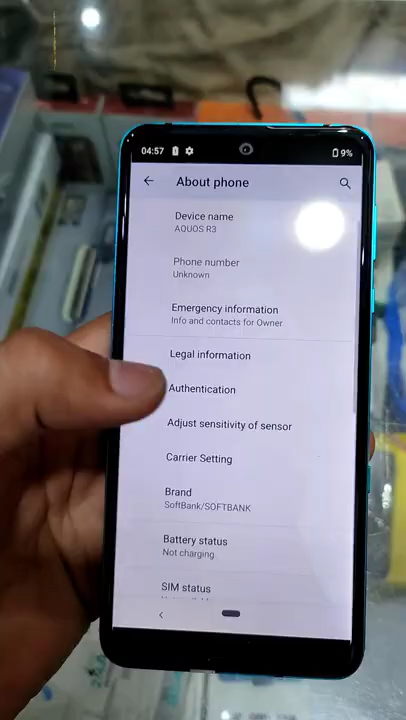 04:57 9%
About phone
Device name
AQUOS R3
Phone number
Unknown
Emergency information
Info and contacts for Owner
Legal information
Authentication
Adjust sensitivity of sensor
Carrier Setting
Brand
SoftBank/SOFTBANK
Battery status
Not charging
SIM status